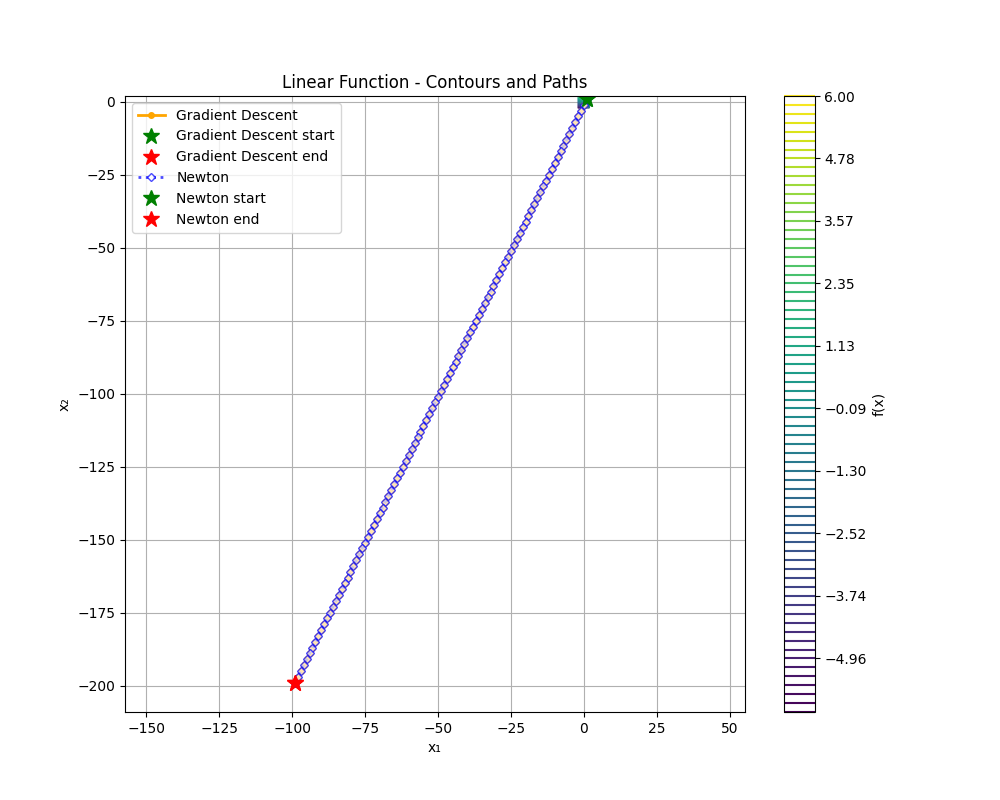 Linear Function - Contours and Paths
Gradient Descent
Gradient Descent start
Gradient Descent end
Newton
Newton start
Newton end
0
−25
−50
−75
−100
−125
−150
−175
−200
x₂
−150
−125
−100
−75
−50
−25
0
25
50
x₁
6.00
4.78
3.57
2.35
1.13
−0.09
−1.30
−2.52
−3.74
−4.96
f(x)